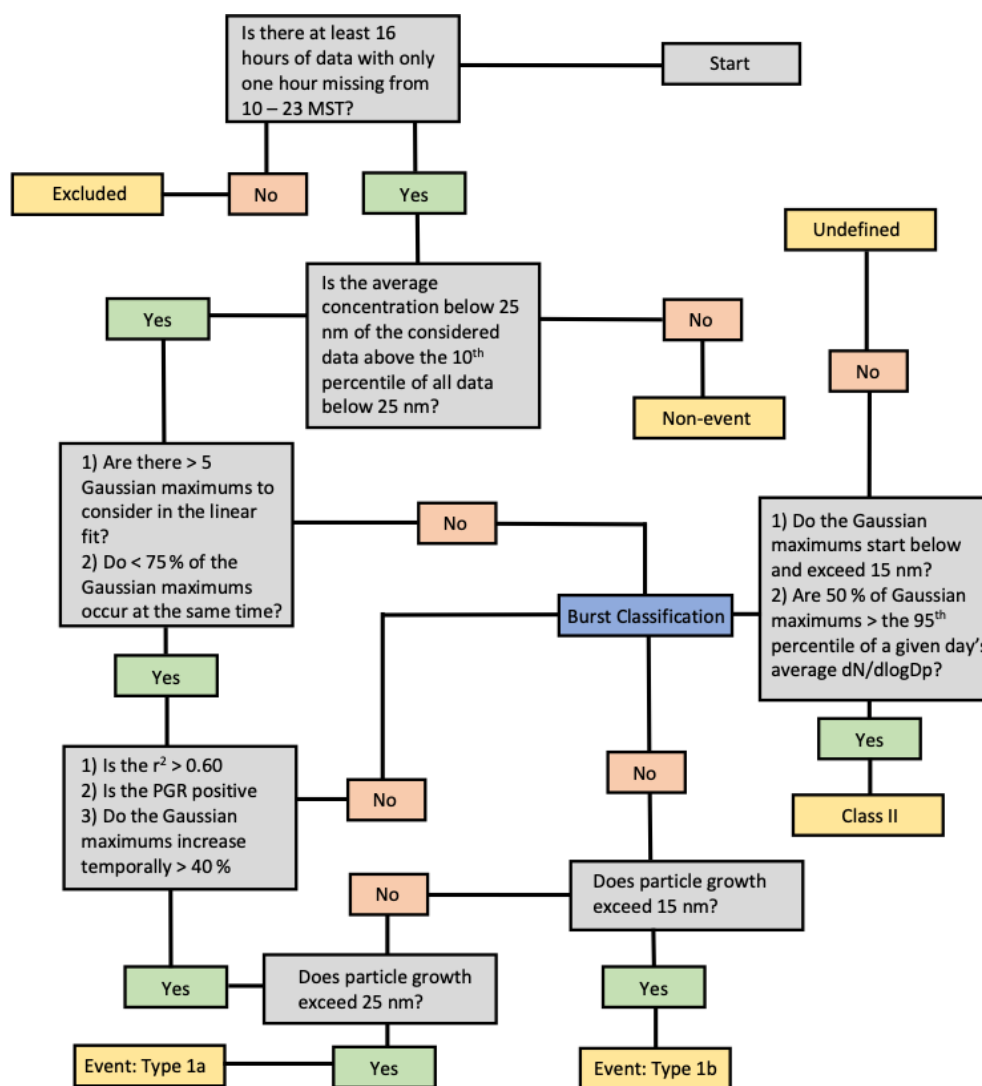 Is there at least 16
hours of data with only
one hour missing from
10 – 23 MST?
Start
Excluded
No
Yes
Undefined
Is the average
concentration below 25
nm of the considered
data above the 10th
percentile of all data
below 25 nm?
Yes
No
No
Non-event
1) Are there > 5
Gaussian maximums to
consider in the linear
fit?
2) Do < 75 % of the
Gaussian maximums
occur at the same time?
No
1) Do the Gaussian
maximums start below
and exceed 15 nm?
2) Are 50 % of Gaussian
maximums > the 95th
percentile of a given day's
average dN/dlogDp?
Burst Classification
Yes
Yes
1) Is the r² > 0.60
2) Is the PGR positive
3) Do the Gaussian
maximums increase
temporally > 40 %
No
No
Class II
No
Does particle growth
exceed 15 nm?
Yes
Does particle growth
exceed 25 nm?
Yes
Event: Type 1a
Yes
Event: Type 1b